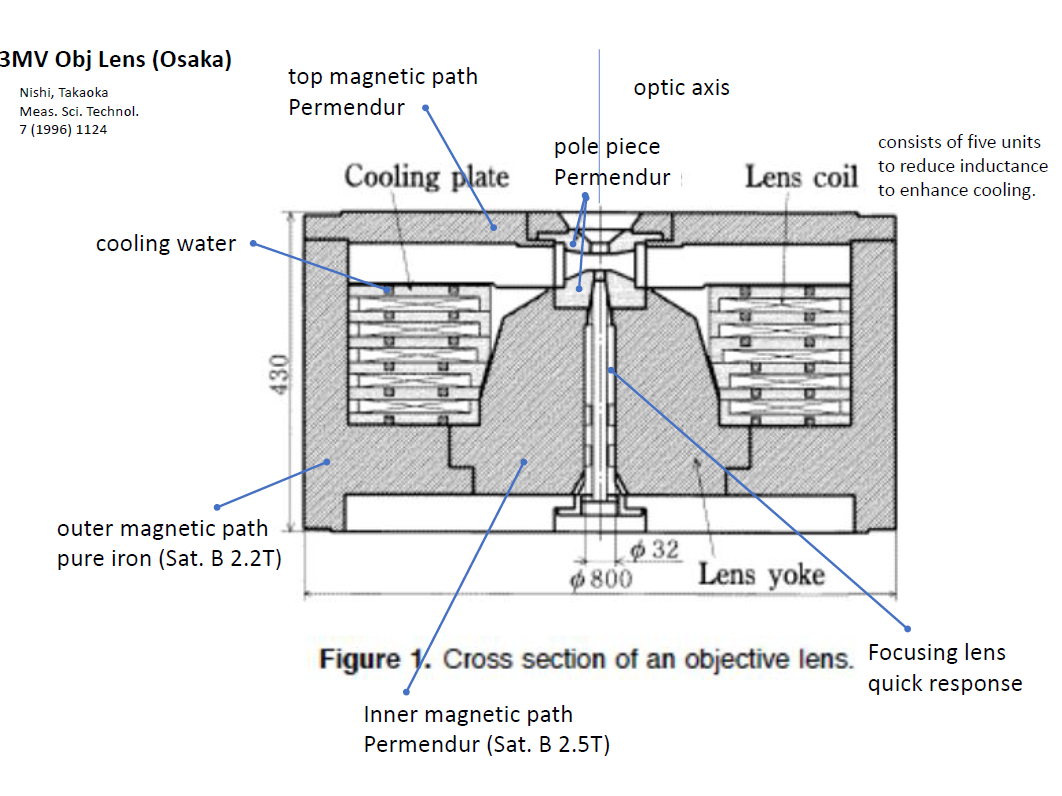 3MV Obj Lens (Osaka)
Nishi, Takaoka
Meas. Sci. Technol.
7 (1996) 1124
top magnetic path
Permendur
optic axis
pole piece
Permendur
consists of five units
to reduce inductance
to enhance cooling.
Cooling plate
Lens coil
cooling water
430
outer magnetic path
pure iron (Sat. B 2.2T)
ϕ 32
ϕ 800
Lens yoke
Figure 1. Cross section of an objective lens.
Focusing lens
quick response
Inner magnetic path
Permendur (Sat. B 2.5T)